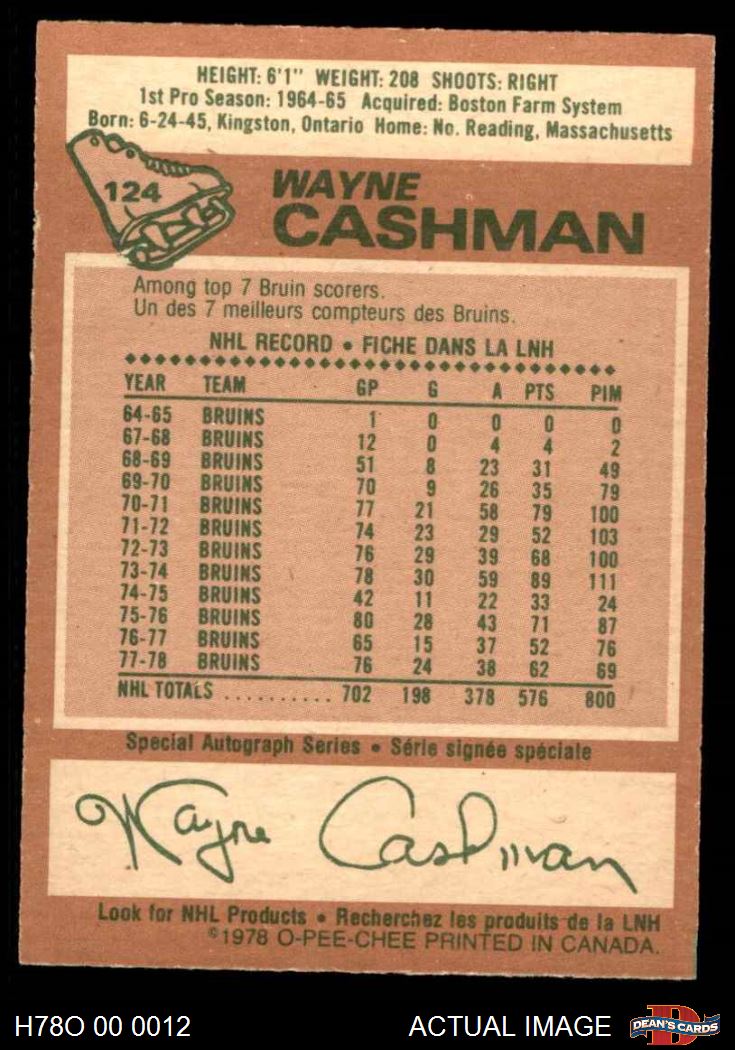 HEIGHT: 6'1" WEIGHT: 208 SHOOTS: RIGHT
1st Pro Season: 1964-65 Acquired: Boston Farm System
Born: 6-24-45, Kingston, Ontario Home: No. Reading, Massachusetts
124
WAYNE
CASHMAN
Among top 7 Bruin scorers.
Un des 7 meilleurs compteurs des Bruins.
NHL RECORD • FICHE DANS LA LNH
YEAR TEAM GP G A PTS PIM
64-65 BRUINS 1 0 0 0 0
67-68 BRUINS 12 0 4 4 2
68-69 BRUINS 51 8 23 31 49
69-70 BRUINS 70 9 26 35 79
70-71 BRUINS 77 21 58 79 100
71-72 BRUINS 74 23 29 52 103
72-73 BRUINS 76 29 39 68 100
73-74 BRUINS 78 30 59 89 111
74-75 BRUINS 42 11 22 33 24
75-76 BRUINS 80 28 43 71 87
76-77 BRUINS 65 15 37 52 76
77-78 BRUINS 76 24 38 62 69
NHL TOTALS .......... 702 198 378 576 800
Special Autograph Series • Série signée spéciale
Wayne Cashman
Look for NHL Products • Recherchez les produits de la LNH
©1978 O-PEE-CHEE PRINTED IN CANADA.
H78O 00 0012
ACTUAL IMAGE
D
DEAN'S CARDS